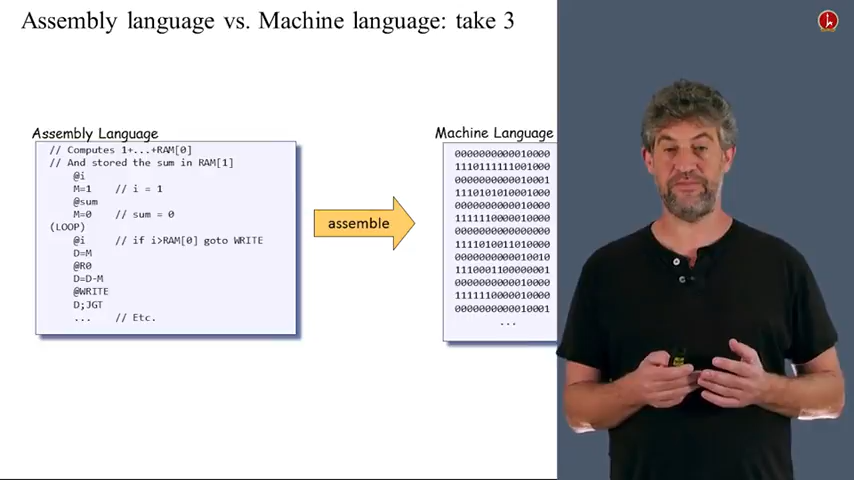 Assembly language vs. Machine language: take 3
Assembly Language
// Computes 1+...+RAM[0]
// And stored the sum in RAM[1]
@i
M=1 // i = 1
@sum
M=0 // sum = 0
(LOOP)
@i // if i>RAM[0] goto WRITE
D=M
@R0
D=D-M
@WRITE
D;JGT
... // Etc.
assemble
Machine Language
0000000000010000
1110111111001000
0000000000010001
1110101010001000
0000000000010000
1111110000010000
0000000000000000
1111010011010000
0000000000010010
1110001100000001
0000000000010000
1111110000010000
0000000000010001
...